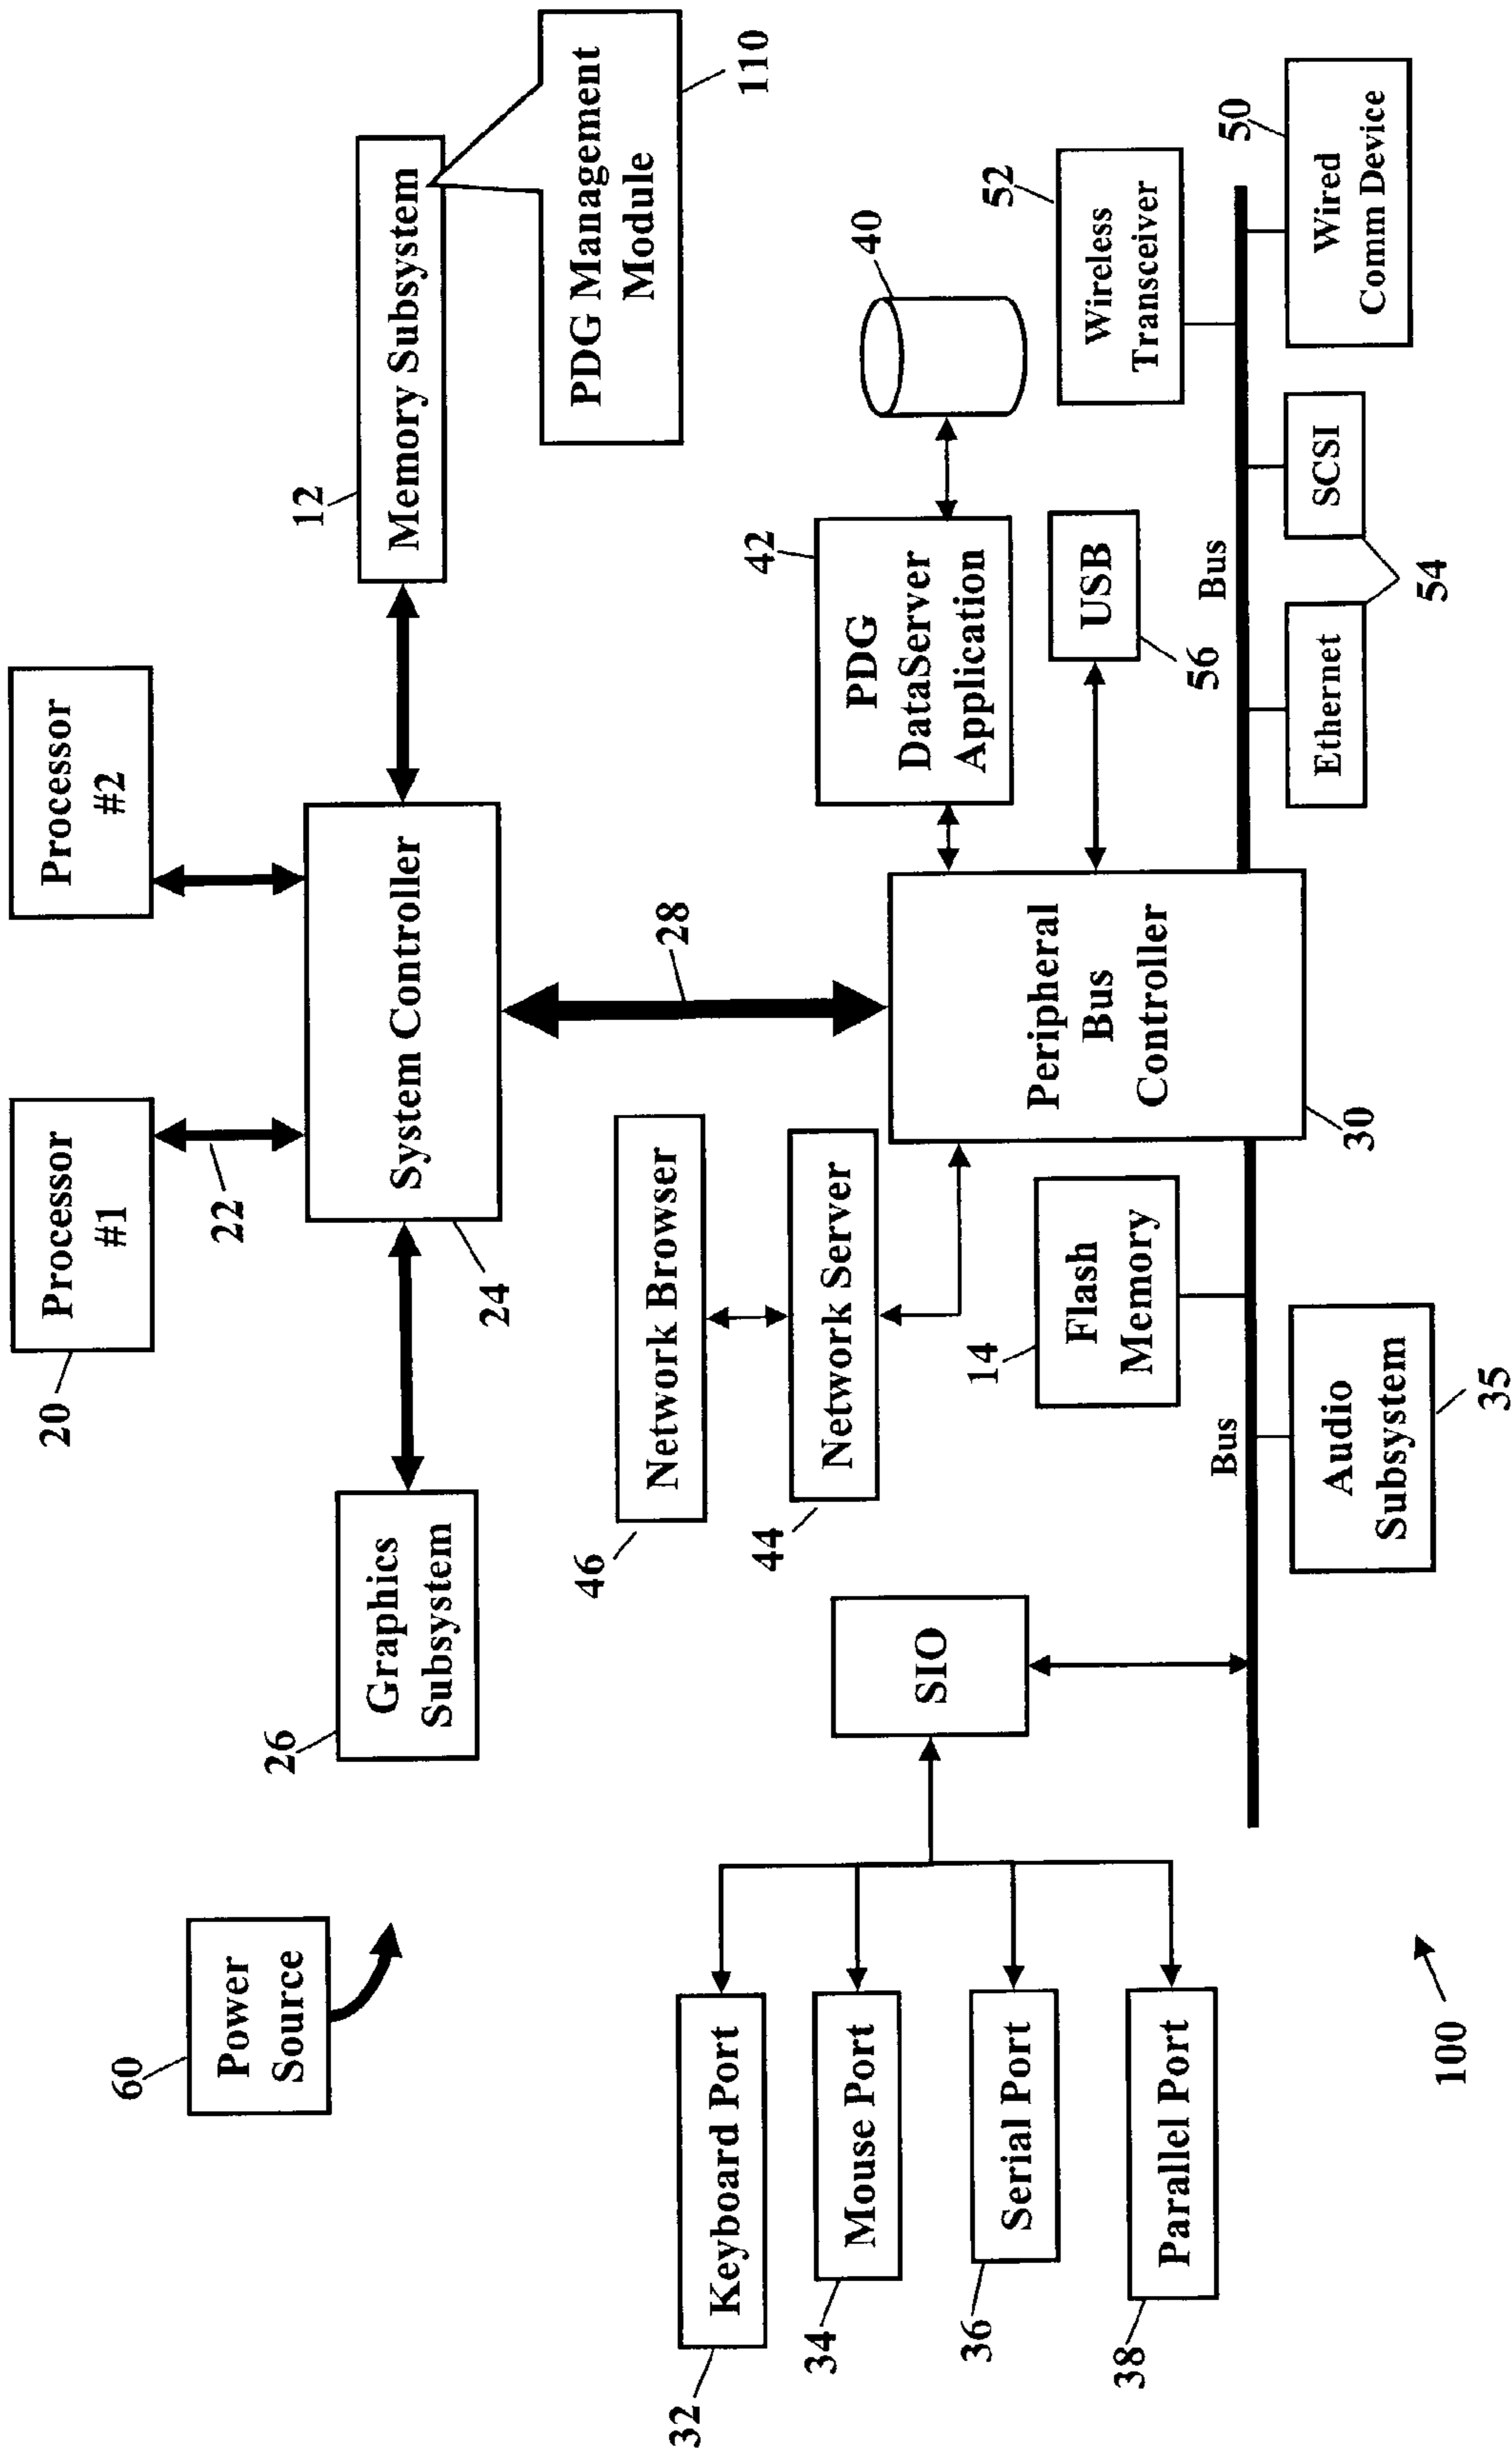 Processor
#1
20
22
Processor
#2
System Controller
24
Graphics
Subsystem
26
12
Memory Subsystem
PDG Management
Module
110
60
Power
Source
28
46
Network Browser
44
Network Server
42
PDG
DataServer
Application
40
USB
56
52
Wireless
Transceiver
Peripheral
Bus
Controller
30
14
Flash
Memory
SIO
Keyboard Port
32
Mouse Port
34
Serial Port
36
Parallel Port
38
Bus
Audio
Subsystem
35
Bus
Ethernet
SCSI
54
50
Wired
Comm Device
100